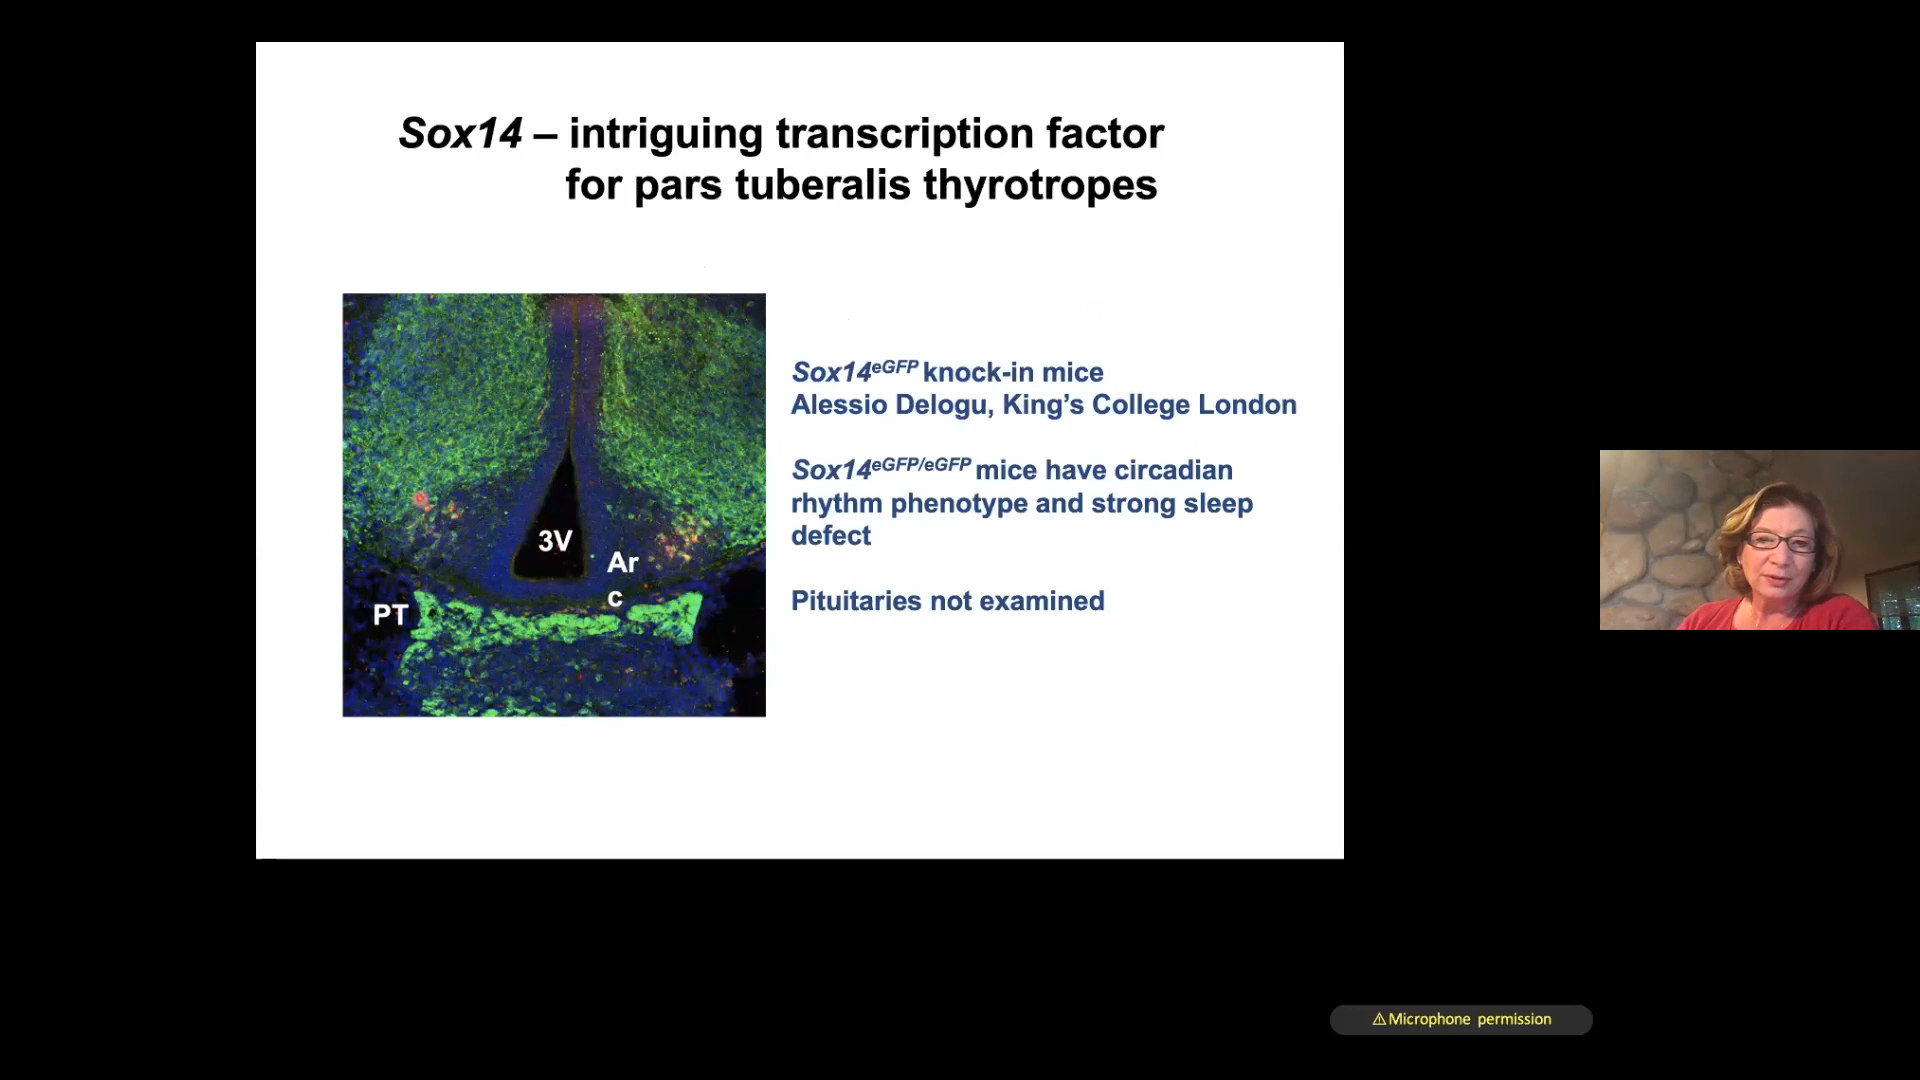 Sox14 – intriguing transcription factor
for pars tuberalis thyrotropes
Sox14eGFP knock-in mice
Alessio Delogu, King's College London
Sox14eGFP/eGFP mice have circadian
rhythm phenotype and strong sleep
defect
Pituitaries not examined
3V
Ar
c
PT
⚠Microphone permission